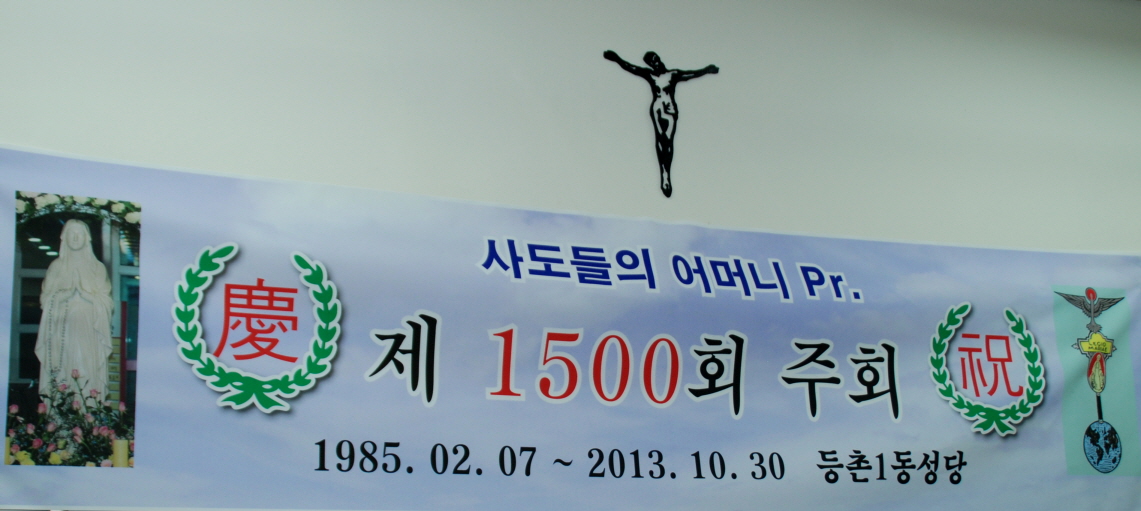 사도들의 어머니 Pr.
慶 제 1500회 주회 祝
1985. 02. 07 ~ 2013. 10. 30 등촌1동성당